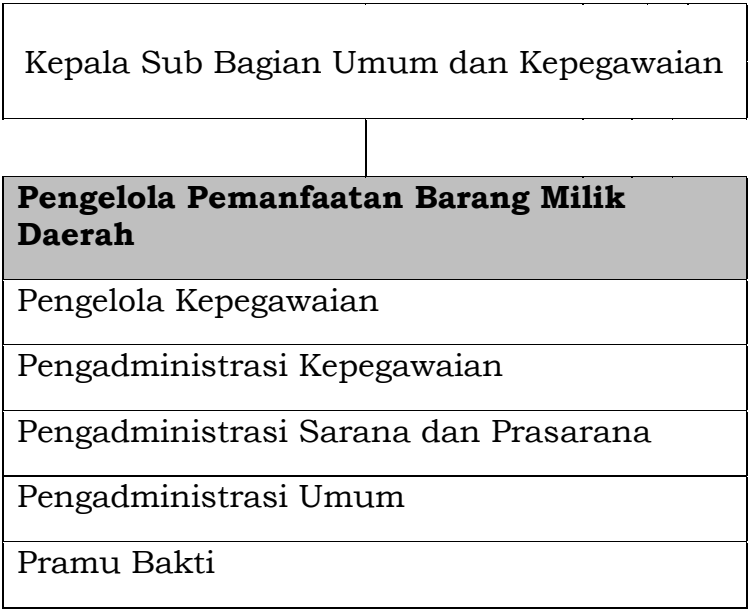 Kepala Sub Bagian Umum dan Kepegawaian
Pengelola Pemanfaatan Barang Milik
Daerah
Pengelola Kepegawaian
Pengadministrasi Kepegawaian
Pengadministrasi Sarana dan Prasarana
Pengadministrasi Umum
Pramu Bakti